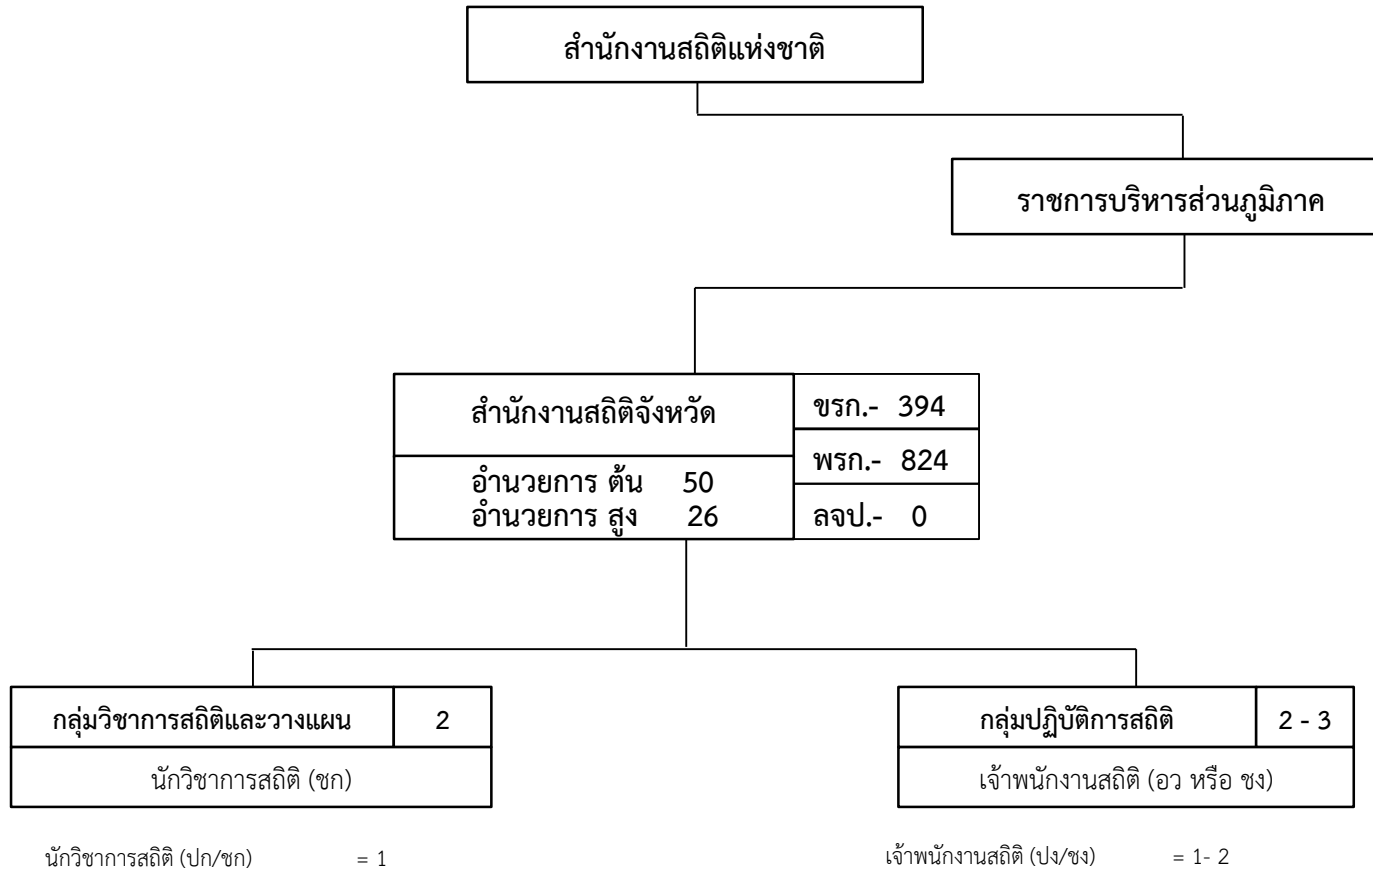 สำนักงานสถิติแห่งชาติ
ราชการบริหารส่วนภูมิภาค
สำนักงานสถิติจังหวัด
ขรก.- 394
พรก.- 824
อำนวยการ ต้น 50
อำนวยการ สูง 26
ลจป.- 0
กลุ่มวิชาการสถิติและวางแผน 2
นักวิชาการสถิติ (ชก)
นักวิชาการสถิติ (ปก/ชก) = 1
กลุ่มปฏิบัติการสถิติ 2 - 3
เจ้าพนักงานสถิติ (อว หรือ ชง)
เจ้าพนักงานสถิติ (ปง/ชง) = 1- 2